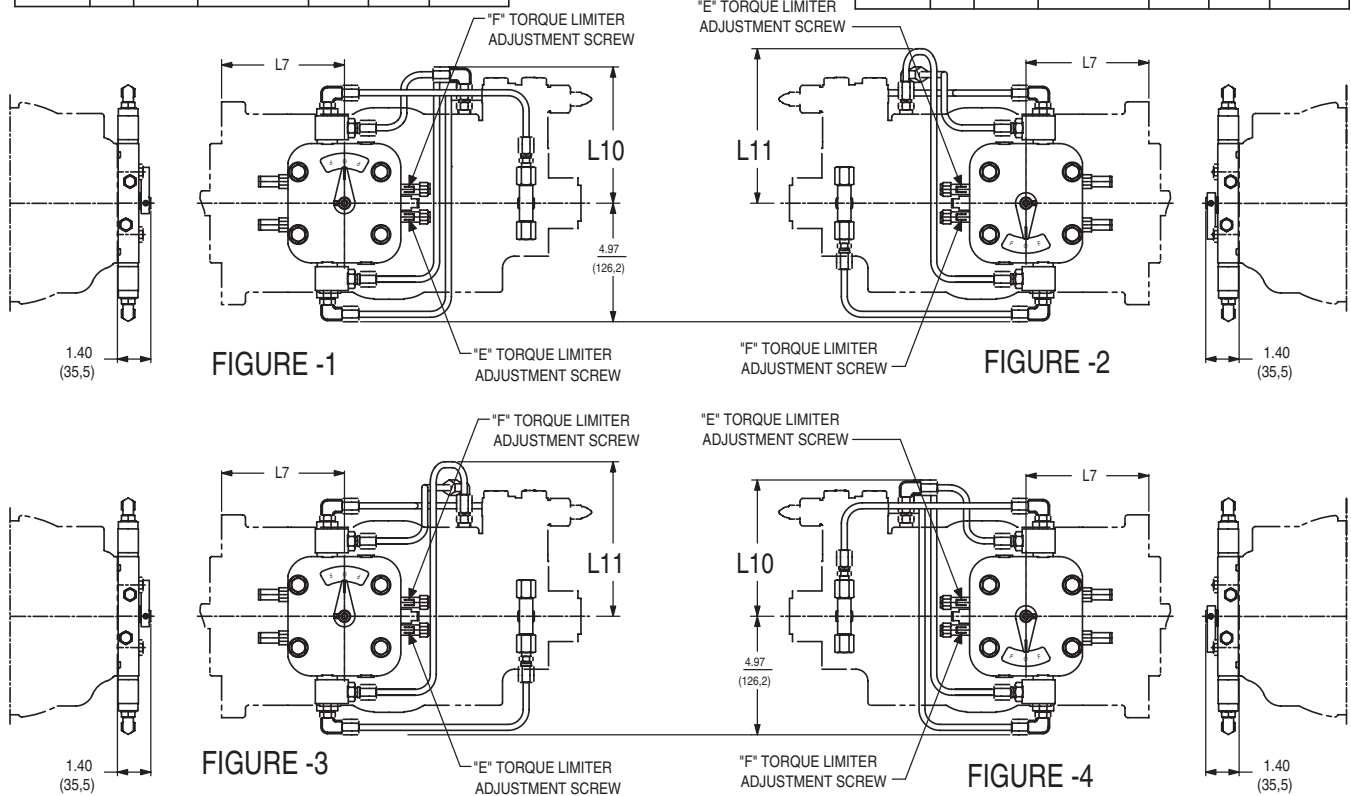 "F" TORQUE LIMITER
ADJUSTMENT SCREW
L7
L10
4.97
(126,2)
F O F
1.40
(35,5)
FIGURE -1
"E" TORQUE LIMITER
ADJUSTMENT SCREW
"E" TORQUE LIMITER
ADJUSTMENT SCREW
L7
L11
F O F
"F" TORQUE LIMITER
ADJUSTMENT SCREW
FIGURE -2
1.40
(35,5)
"F" TORQUE LIMITER
ADJUSTMENT SCREW
L7
L11
F O F
1.40
(35,5)
FIGURE -3
"E" TORQUE LIMITER
ADJUSTMENT SCREW
"E" TORQUE LIMITER
ADJUSTMENT SCREW
L7
L10
4.97
(126,2)
F O F
"F" TORQUE LIMITER
ADJUSTMENT SCREW
FIGURE -4
1.40
(35,5)